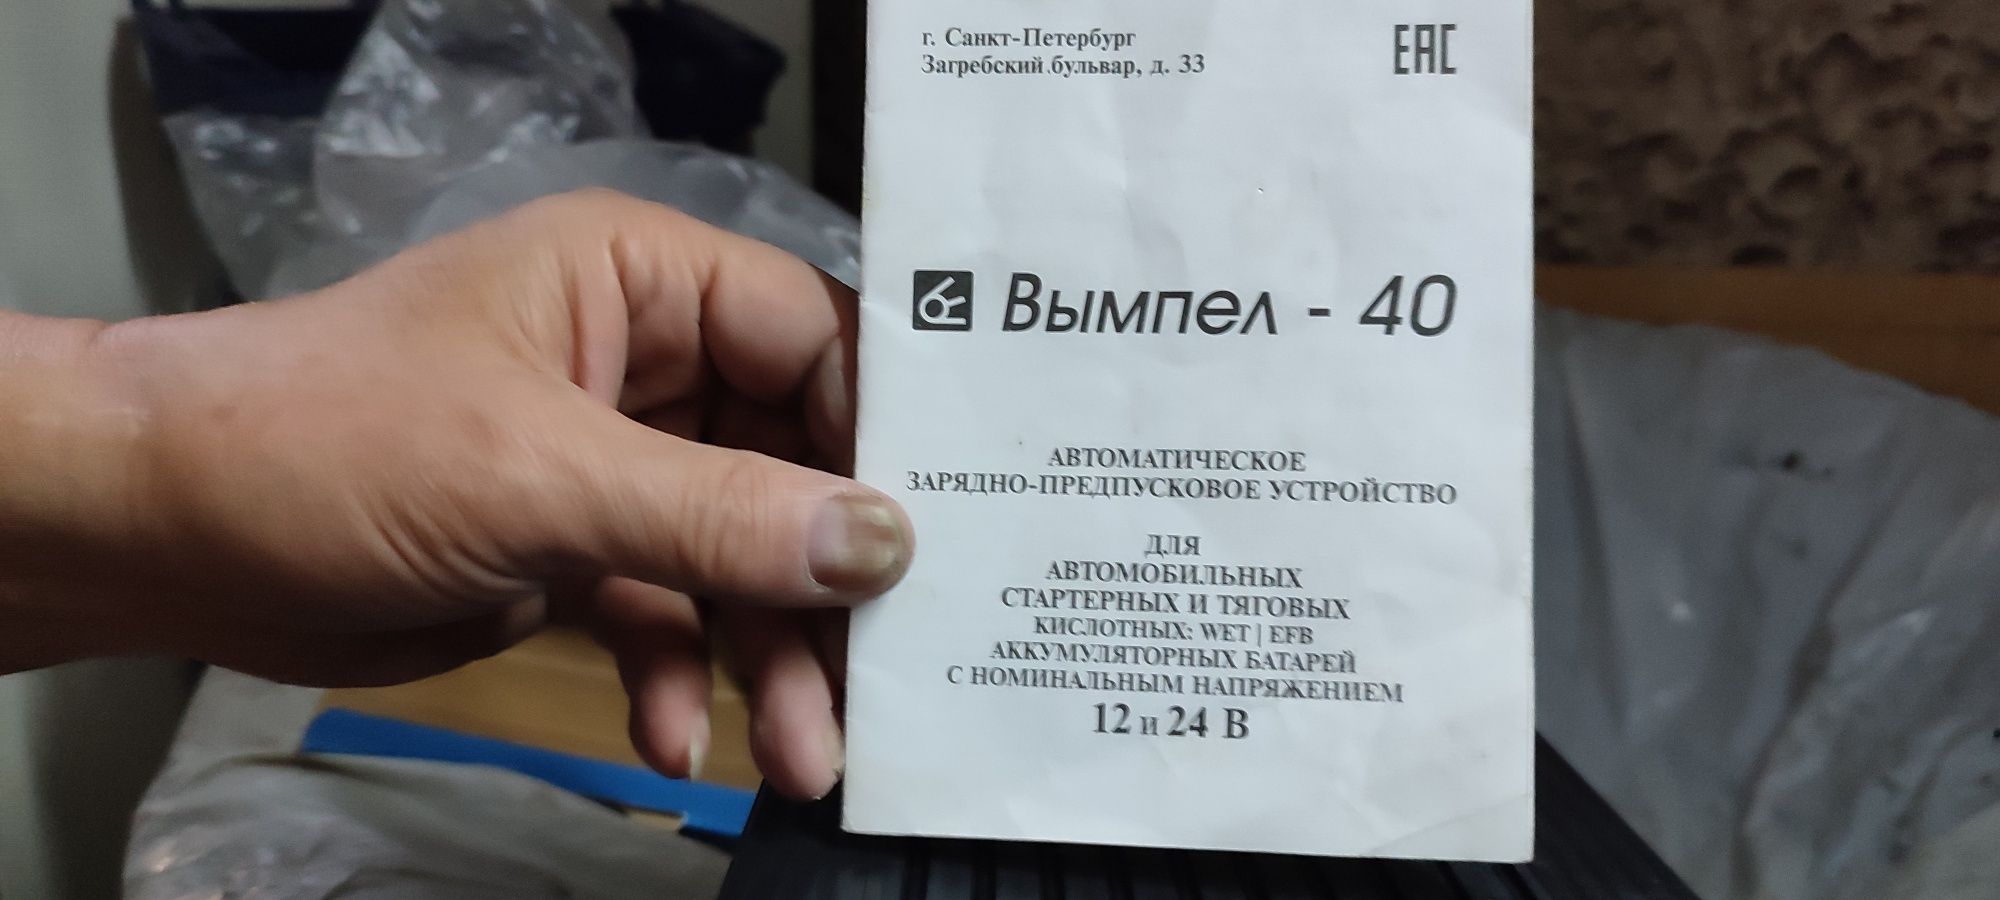 г. Санкт-Петербург
Загребский бульвар, д. 33
EAC
Вымпел - 40
АВТОМАТИЧЕСКОЕ
ЗАРЯДНО-ПРЕДПУСКОВОЕ УСТРОЙСТВО
ДЛЯ
АВТОМОБИЛЬНЫХ
СТАРТЕРНЫХ И ТЯГОВЫХ
КИСЛОТНЫХ: WET | EFB
АККУМУЛЯТОРНЫХ БАТАРЕЙ
С НОМИНАЛЬНЫМ НАПРЯЖЕНИЕМ
12 и 24 В